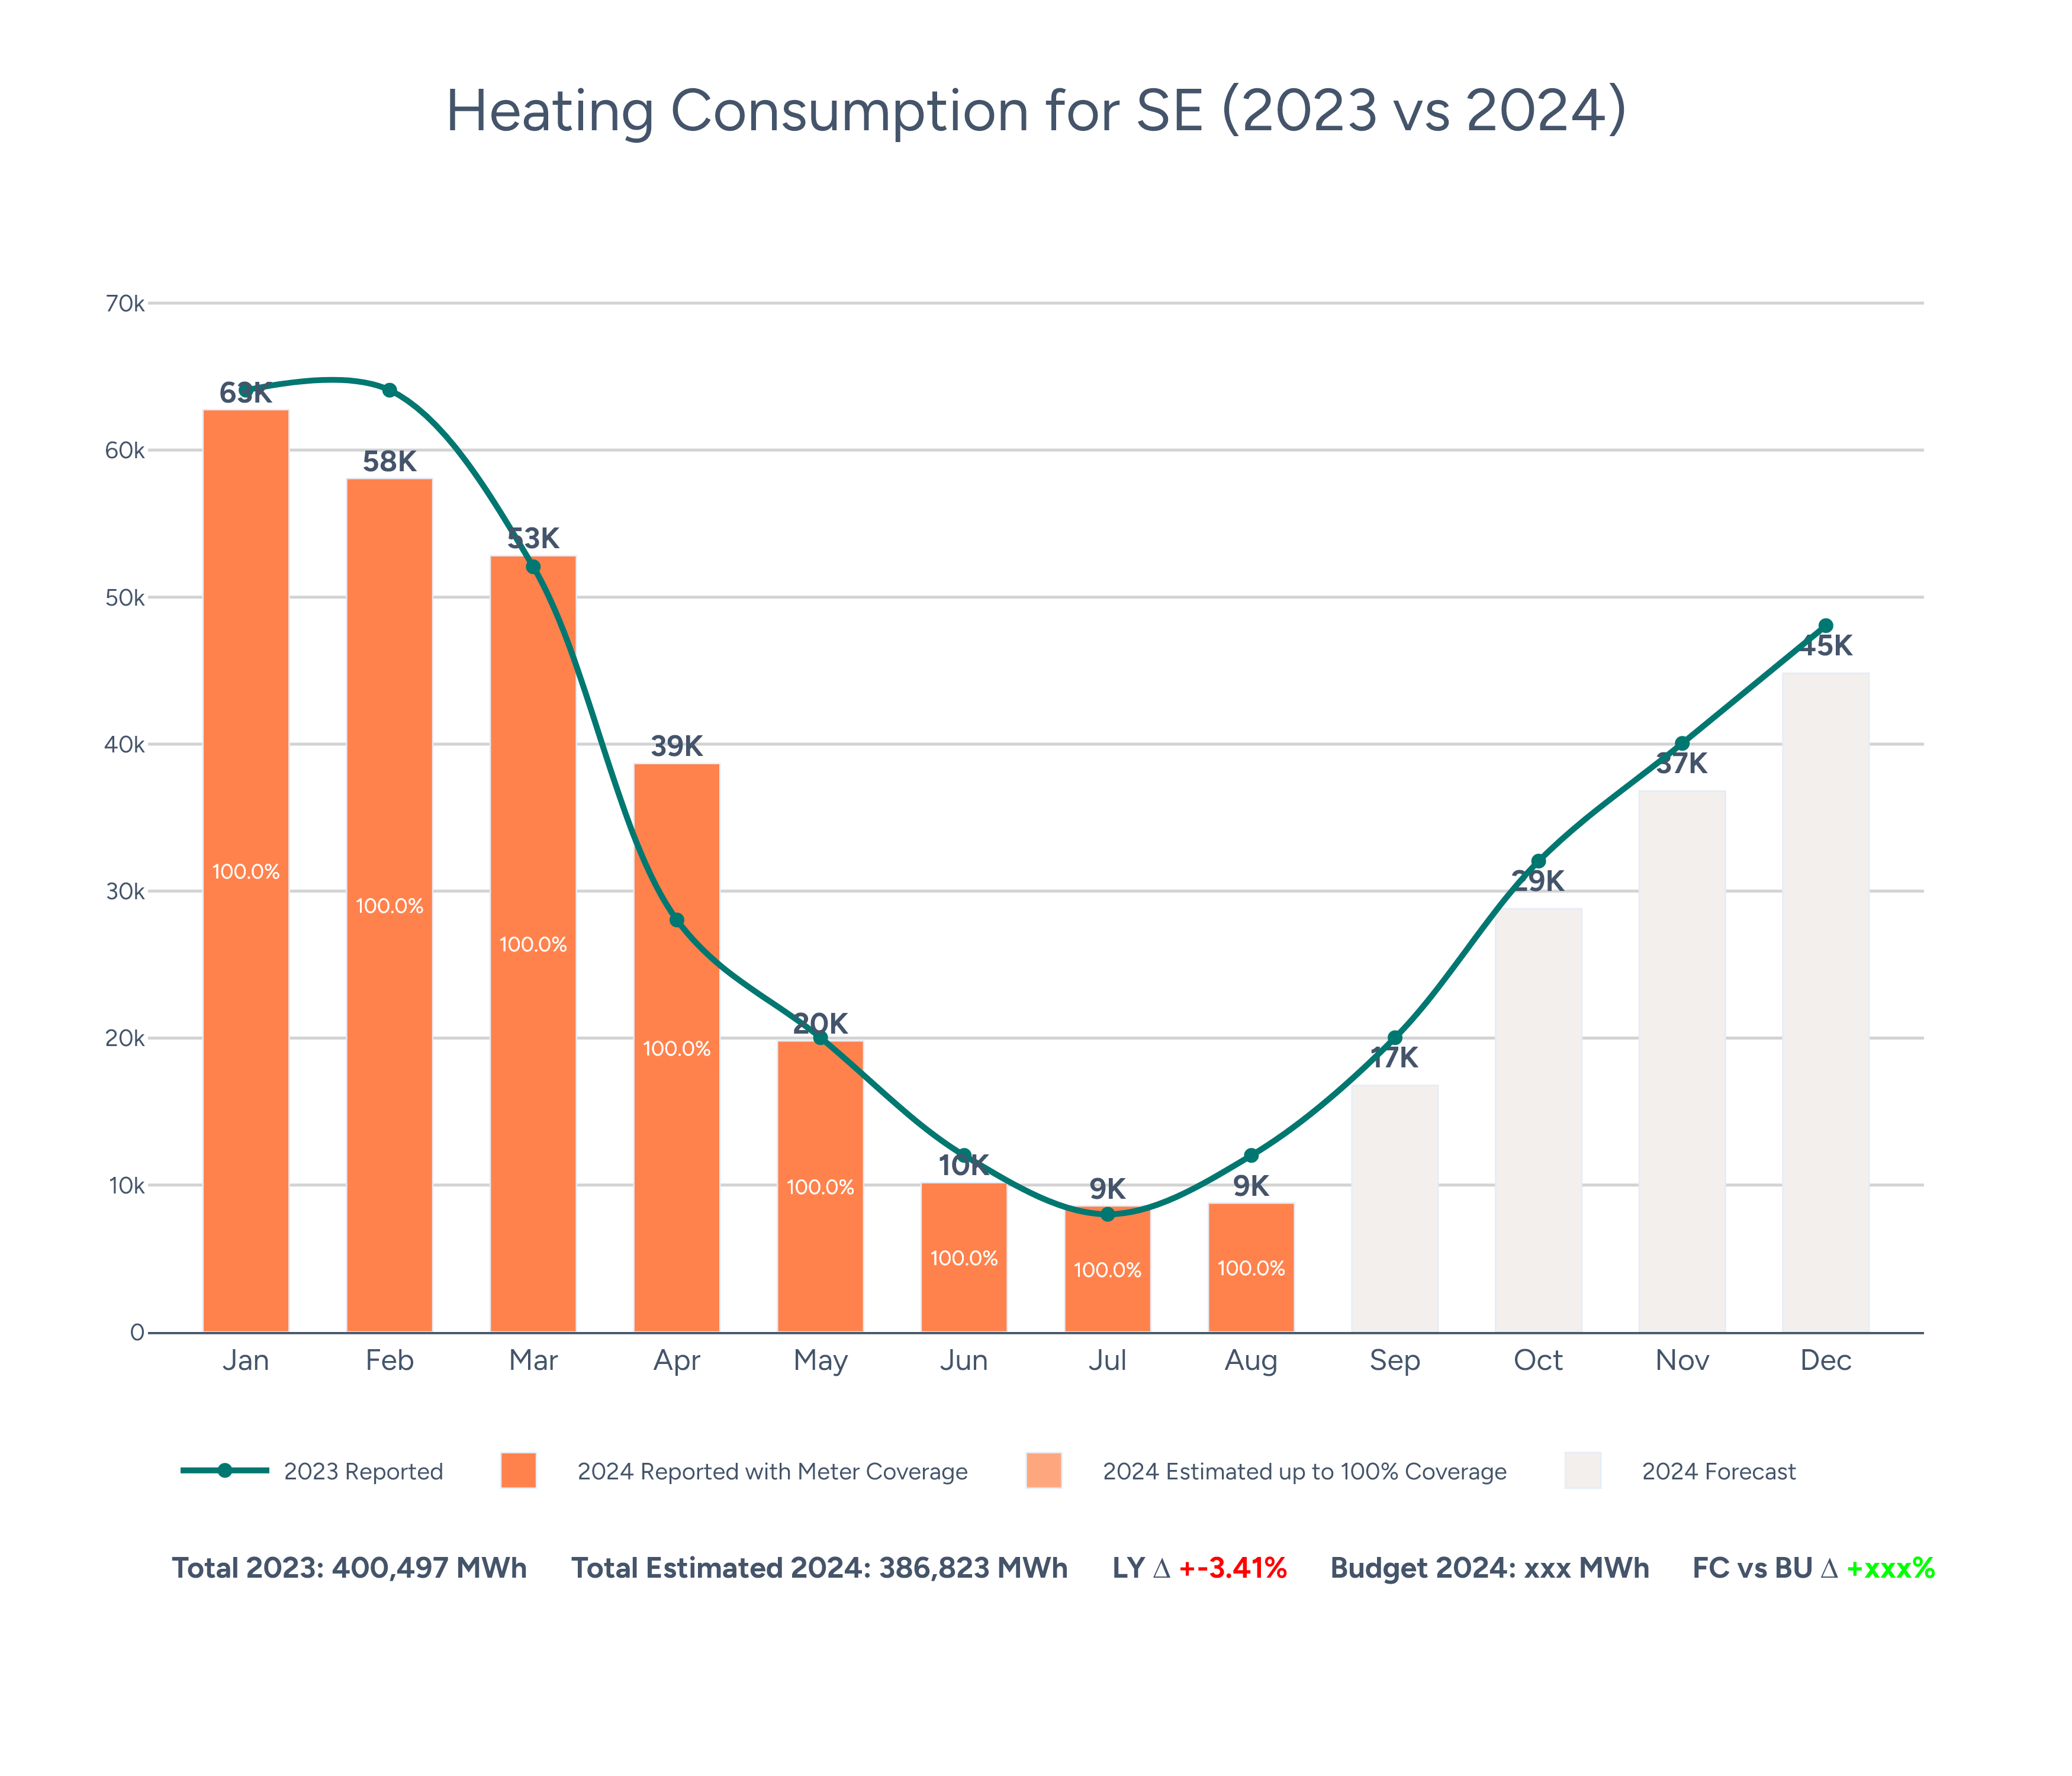 Heating Consumption for SE (2023 vs 2024)
70k
60k
50k
40k
30k
20k
10k
0
63K
58K
53K
39K
20K
10K
9K
9K
17K
29K
37K
45K
100.0%
100.0%
100.0%
100.0%
100.0%
100.0%
100.0%
100.0%
Jan Feb Mar Apr May Jun Jul Aug Sep Oct Nov Dec
2023 Reported 2024 Reported with Meter Coverage 2024 Estimated up to 100% Coverage 2024 Forecast
Total 2023: 400,497 MWh Total Estimated 2024: 386,823 MWh LY Δ +-3.41% Budget 2024: xxx MWh FC vs BU Δ +xxx%